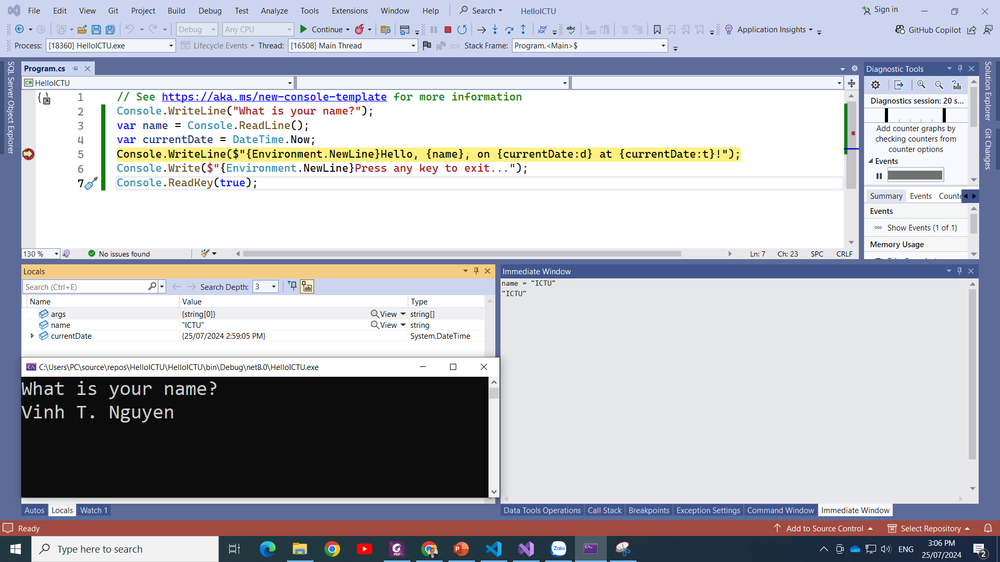 File Edit View Git Project Build Debug Test Analyze Tools Extensions Window Help Search HelloICTU Sign in
Debug Any CPU Continue Application Insights GitHub Copilot
Process: [18360] HelloICTU.exe Lifecycle Events Thread: [16508] Main Thread Stack Frame: Program.<Main>$
SQL Server Object Explorer
Program.cs
HelloICTU
1 // See https://aka.ms/new-console-template for more information
2 Console.WriteLine("What is your name?");
3 var name = Console.ReadLine();
4 var currentDate = DateTime.Now;
5 Console.WriteLine($"{Environment.NewLine}Hello, {name}, on {currentDate:d} at {currentDate:t}!");
6 Console.Write($"{Environment.NewLine}Press any key to exit...");
7 Console.ReadKey(true);
130 % No issues found Ln: 7 Ch: 23 SPC CRLF
Diagnostic Tools
Diagnostics session: 20 s...
Add counter graphs by
checking counters from
counter options
Events
Summary Events Counte
Events
Show Events (1 of 1)
Memory Usage
Solution Explorer
Git Changes
Locals
Search (Ctrl+E) Search Depth: 3
Name Value Type
args {string[0]} View string[]
name "ICTU" View string
currentDate {25/07/2024 2:59:05 PM} System.DateTime
C:\Users\PC\source\repos\HelloICTU\HelloICTU\bin\Debug\net8.0\HelloICTU.exe
What is your name?
Vinh T. Nguyen
Autos Locals Watch 1
Immediate Window
name = "ICTU"
"ICTU"
Data Tools Operations Call Stack Breakpoints Exception Settings Command Window Immediate Window
Ready Add to Source Control Select Repository
Type here to search
PDF
Zalo
ENG
3:06 PM
25/07/2024
2